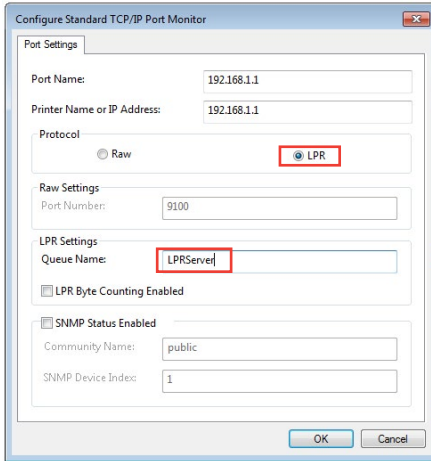 Configure Standard TCP/IP Port Monitor
Port Settings
Port Name: 192.168.1.1
Printer Name or IP Address: 192.168.1.1
Protocol
Raw LPR
Raw Settings
Port Number: 9100
LPR Settings
Queue Name: LPRServer
LPR Byte Counting Enabled
SNMP Status Enabled
Community Name: public
SNMP Device Index: 1
OK Cancel